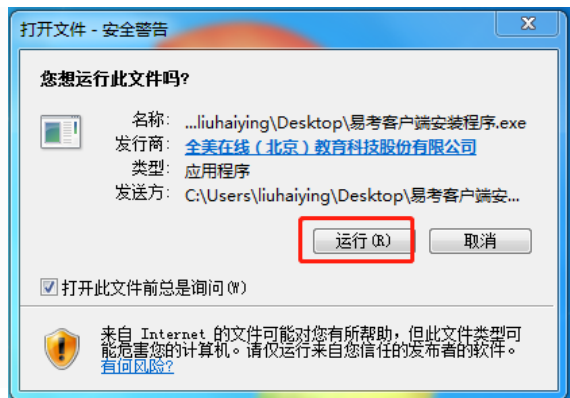 打开文件 - 安全警告
您想运行此文件吗?
名称: ...liuhaiying\Desktop\易考客户端安装程序.exe
发行商: 全美在线（北京）教育科技股份有限公司
类型: 应用程序
发送方: C:\Users\liuhaiying\Desktop\易考客户端安...
运行(R) 取消
打开此文件前总是询问(W)
来自 Internet 的文件可能对您有所帮助，但此文件类型可
能危害您的计算机。请仅运行来自您信任的发布者的软件。
有何风险?